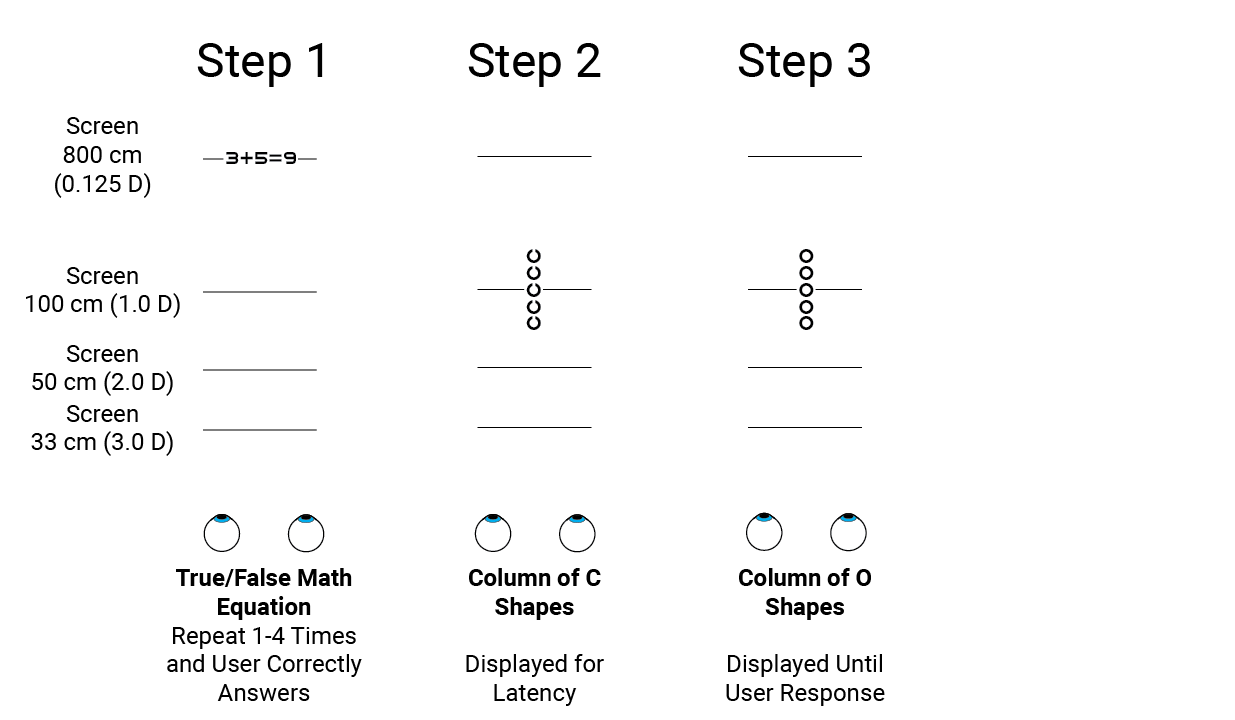 Step 1
Step 2
Step 3
Screen
800 cm
(0.125 D)
3+5=9
Screen
100 cm (1.0 D)
C
C
C
C
C
O
O
O
O
O
Screen
50 cm (2.0 D)
Screen
33 cm (3.0 D)
True/False Math
Equation
Repeat 1-4 Times
and User Correctly
Answers
Column of C
Shapes
Displayed for
Latency
Column of O
Shapes
Displayed Until
User Response